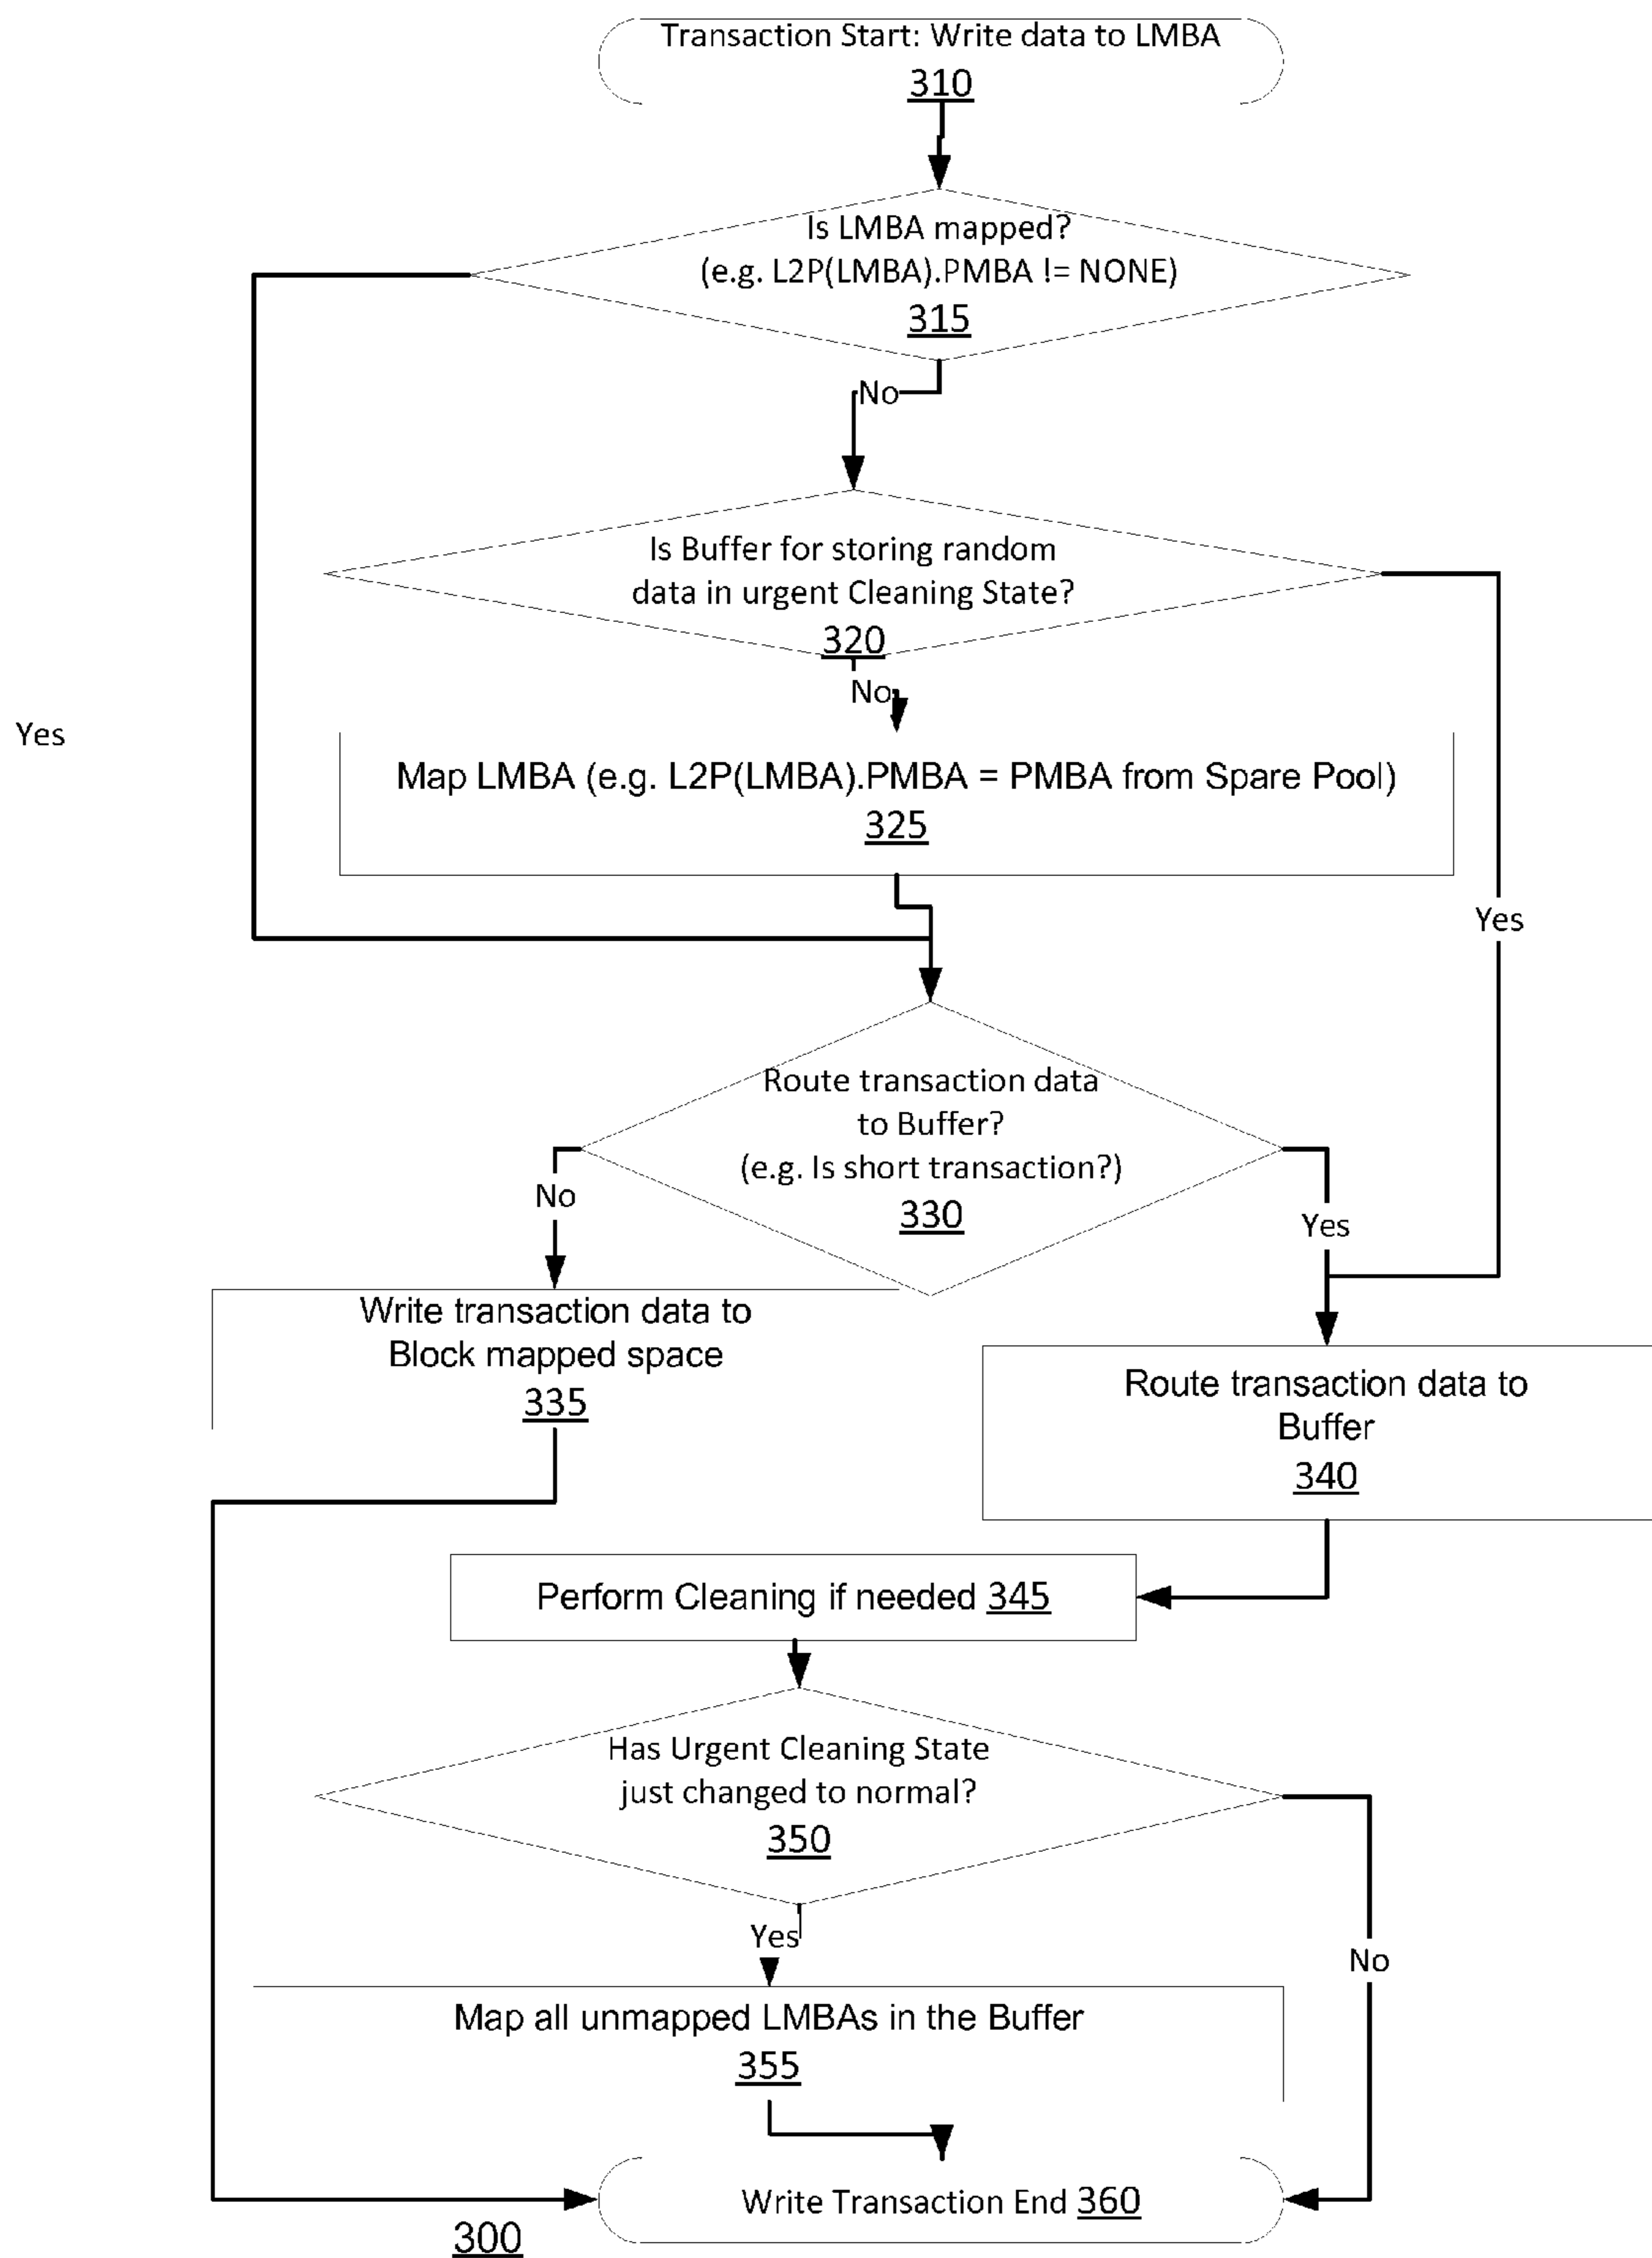 Transaction Start: Write data to LMBA
310
Is LMBA mapped?
(e.g. L2P(LMBA).PMBA != NONE)
315
No
Is Buffer for storing random
data in urgent Cleaning State?
320
No
Yes
Map LMBA (e.g. L2P(LMBA).PMBA = PMBA from Spare Pool)
325
Yes
Route transaction data
to Buffer?
(e.g. Is short transaction?)
330
No
Yes
Write transaction data to
Block mapped space
335
Route transaction data to
Buffer
340
Perform Cleaning if needed 345
Has Urgent Cleaning State
just changed to normal?
350
Yes
No
Map all unmapped LMBAs in the Buffer
355
Write Transaction End 360
300